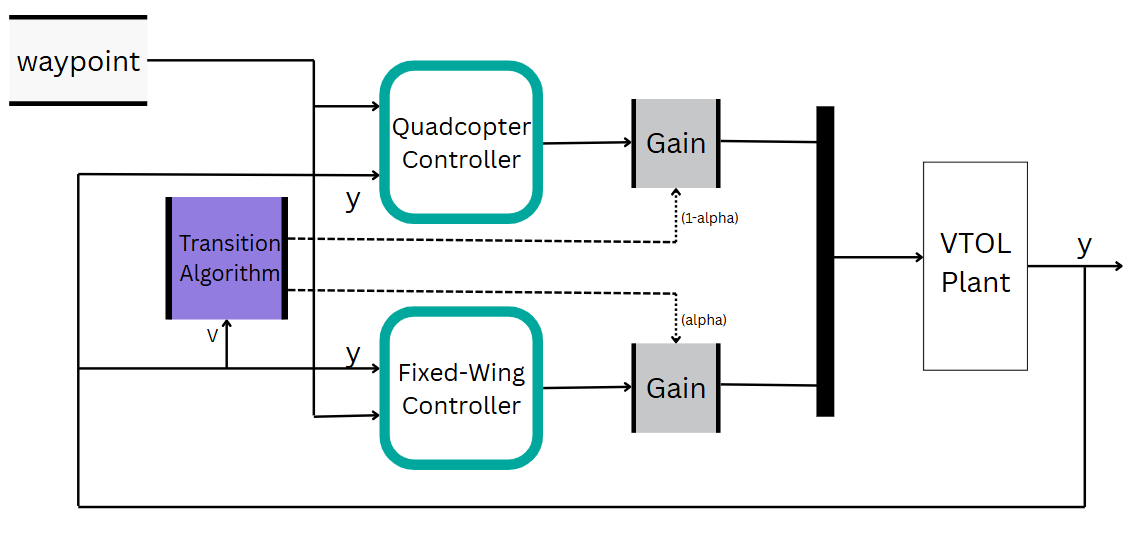 waypoint
Quadcopter
Controller
Gain
y
(1-alpha)
Transition
Algorithm
VTOL
Plant
y
(alpha)
V
y
Fixed-Wing
Controller
Gain